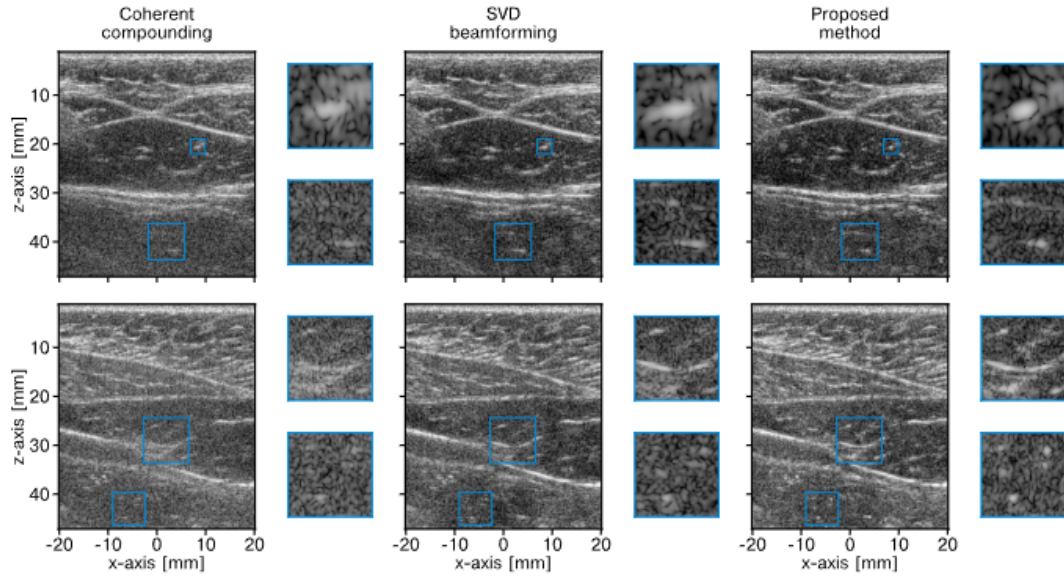 Coherent
compounding
SVD
beamforming
Proposed
method
z-axis [mm]
10
20
30
40
z-axis [mm]
10
20
30
40
-20 -10 0 10 20
-20 -10 0 10 20
-20 -10 0 10 20
x-axis [mm]
x-axis [mm]
x-axis [mm]